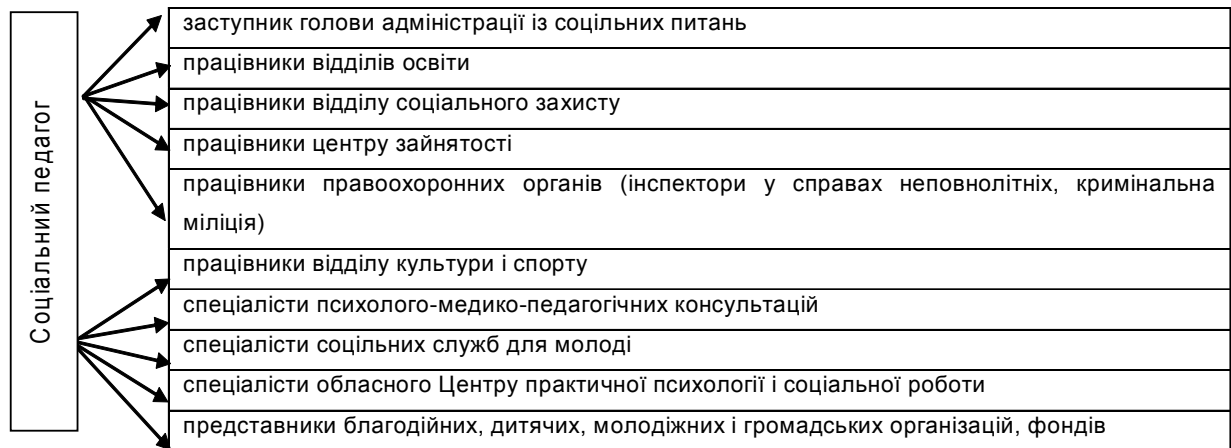 Соціальний педагог
заступник голови адміністрації із соцільних питань
працівники відділів освіти
працівники відділу соціального захисту
працівники центру зайнятості
працівники правоохоронних органів (інспектори у справах неповнолітніх, кримінальна
міліція)
працівники відділу культури і спорту
спеціалісти психолого-медико-педагогічних консультацій
спеціалісти соцільних служб для молоді
спеціалісти обласного Центру практичної психології і соціальної роботи
представники благодійних, дитячих, молодіжних і громадських організацій, фондів